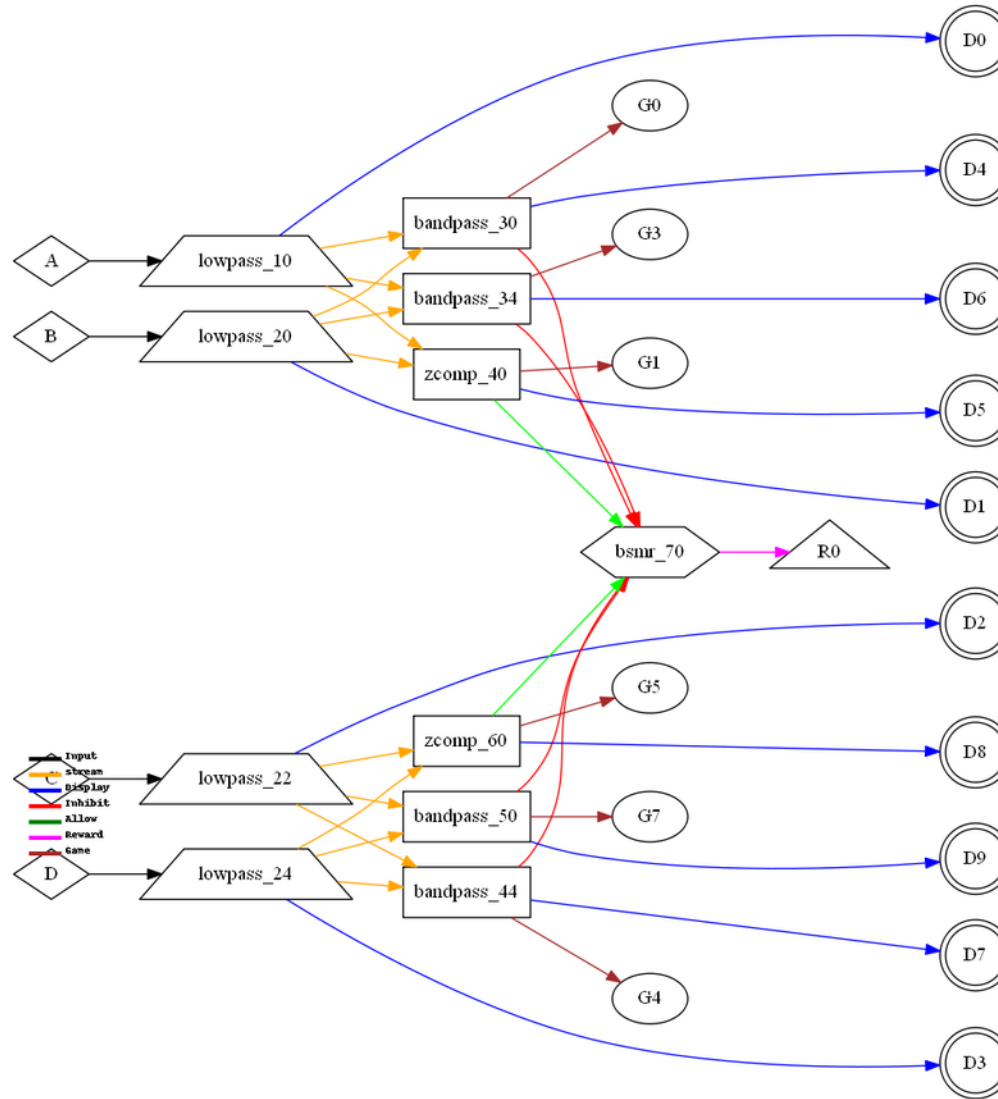 D0
G0
D4
bandpass_30
G3
A
lowpass_10
bandpass_34
D6
B
lowpass_20
G1
zcomp_40
D5
D1
bsmr_70
R0
D2
G5
zcomp_60
D8
Input
C
lowpass_22
stream
Display
Inhibit
bandpass_50
G7
Allow
Reward
Game
D9
D
lowpass_24
bandpass_44
D7
G4
D3